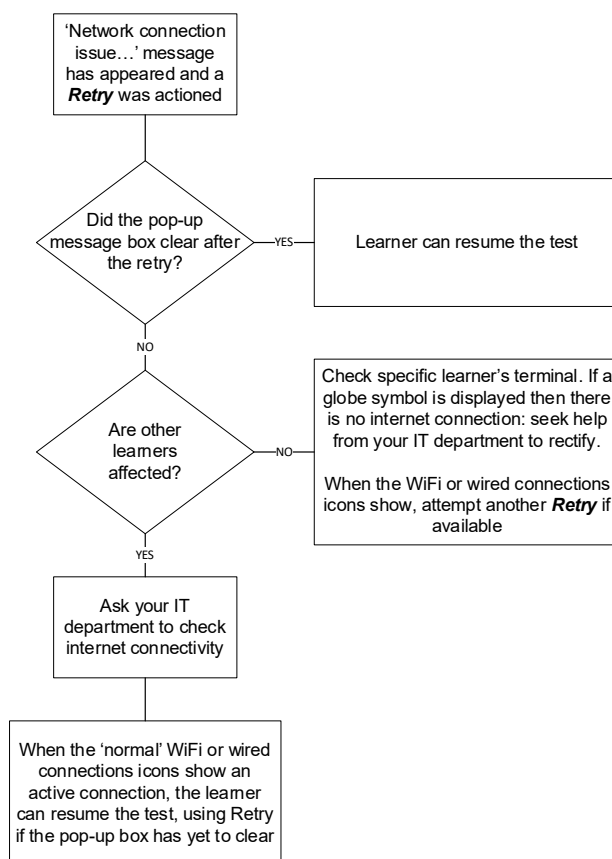 ‘Network
connection
issue…’ message
has appeared and a
Retry was actioned
Did the pop-up
message box clear after
the retry?
YES
Learner can resume the test
NO
Are other
learners
affected?
NO
Check specific learner’s terminal. If a
globe symbol is displayed then there
is no internet connection: seek help
from your IT department to rectify.
When the WiFi or wired connections
icons show, attempt another Retry if
available
YES
Ask your IT
department to check
internet connectivity
When the ‘normal’ WiFi or wired
connections icons show an
active connection, the learner
can resume the test, using Retry
if the pop-up box has yet to clear